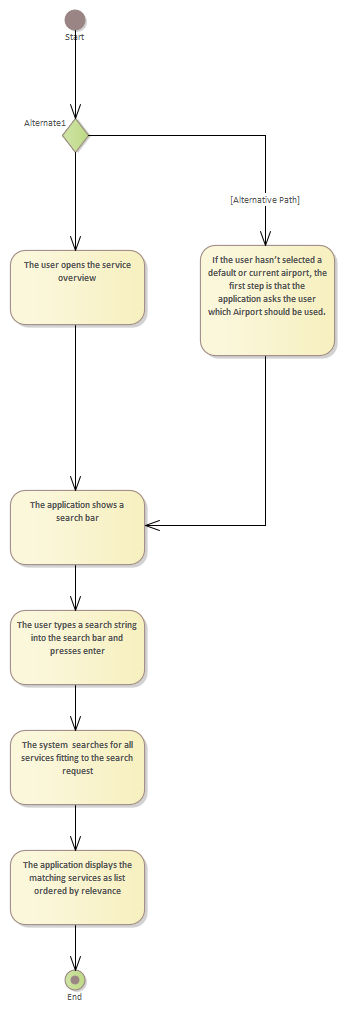 Start
Alternate1
[Alternative Path]
The user opens the service
overview
If the user hasn't selected a
default or current airport, the
first step is that the
application asks the user
which Airport should be used.
The application shows a
search bar
The user types a search string
into the search bar and
presses enter
The system  searches for all
services fitting to the search
request
The application displays the
matching services as list
ordered by relevance
End